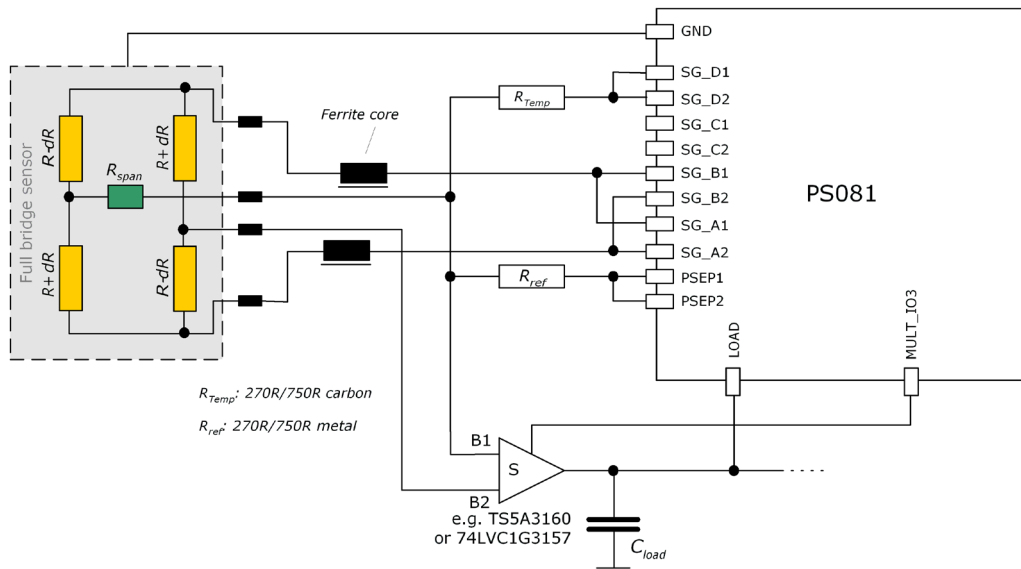 GND
SG_D1
SG_D2
SG_C1
SG_C2
SG_B1
SG_B2
SG_A1
SG_A2
PSEP1
PSEP2
PS081
LOAD
MULT_IO3
Full bridge sensor
R-dR
R+dR
R+dR
R-dR
Rspan
Ferrite core
RTemp
Rref
RTemp: 270R/750R carbon
Rref: 270R/750R metal
B1
S
B2
e.g. TS5A3160
or 74LVC1G3157
Cload